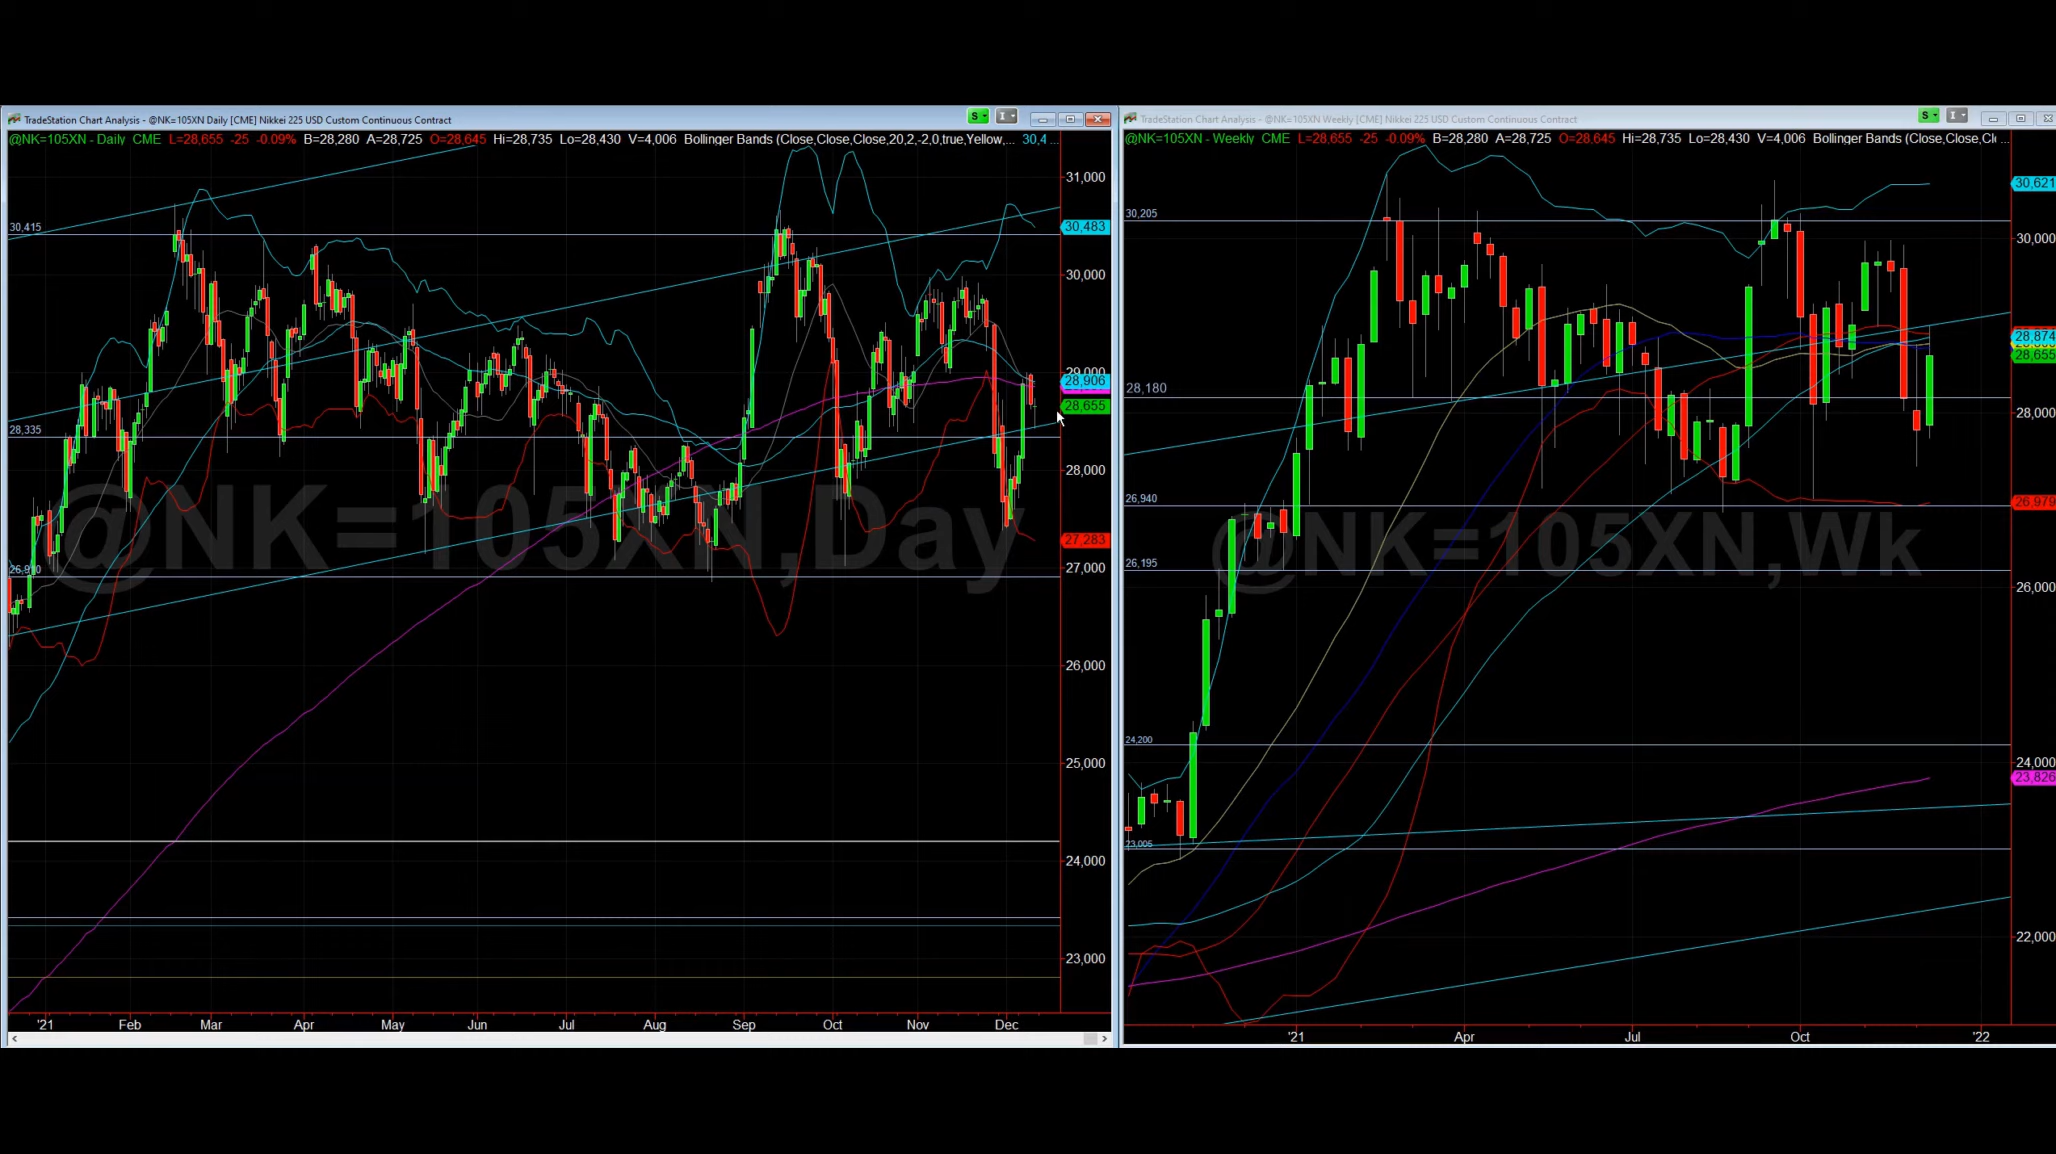 TradeStation Chart Analysis - @NK=105XN Daily [CME] Nikkei 225 USD Custom Continuous Contract
S
I
@NK=105XN - Daily CME L=28,655 -25 -0.09% B=28,280 A=28,725 O=28,645 Hi=28,735 Lo=28,430 V=4,006 Bollinger Bands (Close,Close,Close,20,2,-2,0,true,Yellow,... 30,4 ...
31,000
30,415
30,483
30,000
29,000
28,906
28,655
28,335
28,000
27,283
27,000
@NK=105XN,Day
26,000
25,000
24,000
23,000
'21 Feb Mar Apr May Jun Jul Aug Sep Oct Nov Dec
TradeStation Chart Analysis - @NK=105XN Weekly [CME] Nikkei 225 USD Custom Continuous Contract
S
I
@NK=105XN - Weekly CME L=28,655 -25 -0.09% B=28,280 A=28,725 O=28,645 Hi=28,735 Lo=28,430 V=4,006 Bollinger Bands (Close,Close,Cl ...
30,621
30,205
30,000
28,874
28,655
28,180
28,000
26,940
26,979
@NK=105XN,Wk
26,195
26,000
24,200
24,000
23,826
23,005
22,000
'21 Apr Jul Oct '22